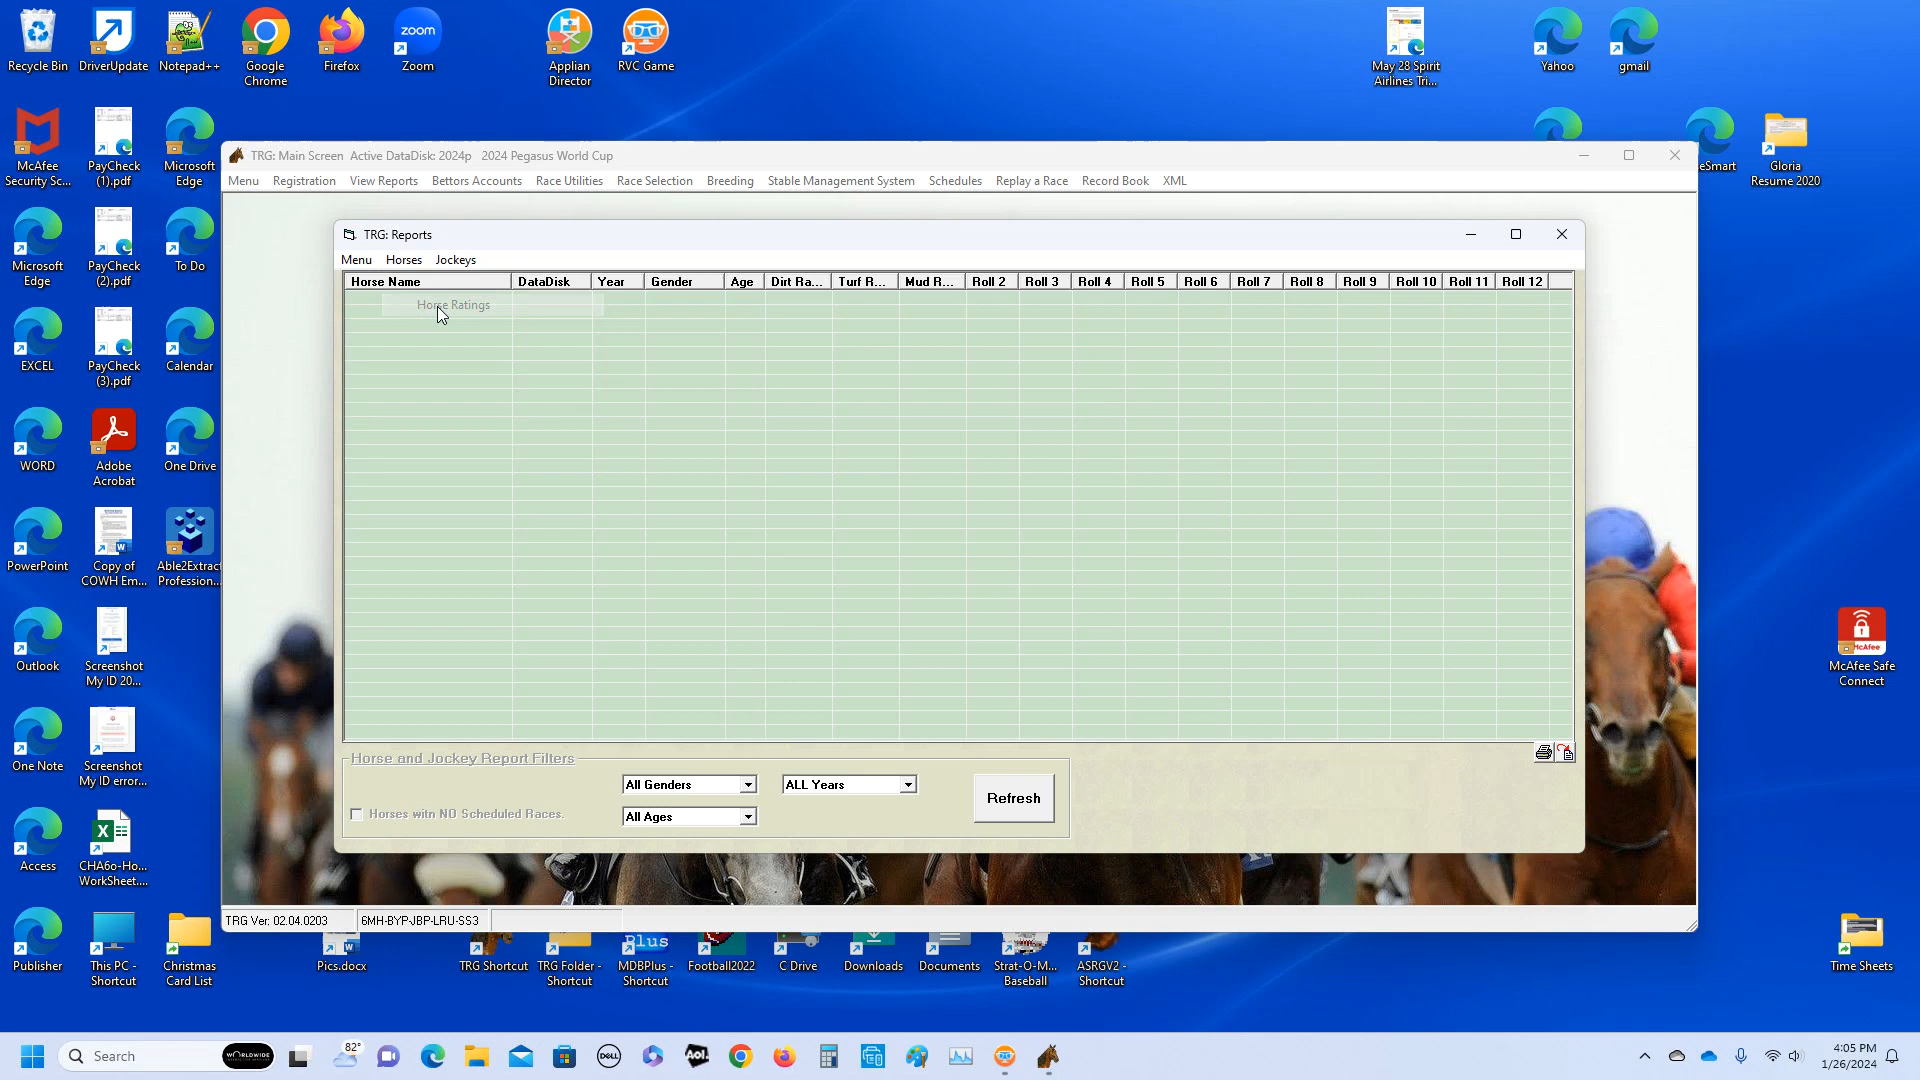 Recycle Bin
DriverUpdate
Notepad++
Google
Chrome
Firefox
zoom
Zoom
Applian
Director
RVC Game
May 28 Spirit
Airlines Tri...
Yahoo
gmail
McAfee
Security Sc...
PayCheck
(1).pdf
Microsoft
Edge
eSmart
Gloria
Resume 2020
TRG: Main Screen Active DataDisk: 2024p 2024 Pegasus World Cup
Menu Registration View Reports Bettors Accounts Race Utilities Race Selection Breeding Stable Management System Schedules Replay a Race Record Book XML
TRG: Reports
Menu Horses Jockeys
Horse Name DataDisk Year Gender Age Dirt Ra... Turf R... Mud R... Roll 2 Roll 3 Roll 4 Roll 5 Roll 6 Roll 7 Roll 8 Roll 9 Roll 10 Roll 11 Roll 12
Horse Ratings
Microsoft
Edge
PayCheck
(2).pdf
To Do
EXCEL
PayCheck
(3).pdf
Calendar
WORD
Adobe
Acrobat
One Drive
PowerPoint
Copy of
COWH Em...
Able2Extract
Profession...
Outlook
Screenshot
My ID 20...
McAfee
McAfee Safe
Connect
One Note
Screenshot
My ID error...
Horse and Jockey Report Filters
All Genders
ALL Years
Refresh
Horses witn NO Scheduled Races.
All Ages
Access
CHA6o-Ho...
WorkSheet....
TRG Ver: 02.04.0203
6MH-BYP-JBP-LRU-SS3
Publisher
This PC -
Shortcut
Christmas
Card List
Pics.docx
TRG Shortcut
TRG Folder -
Shortcut
Plus
MDBPlus -
Shortcut
Football2022
C Drive
Downloads
Documents
Strat-O-M...
Baseball
ASRGV2 -
Shortcut
Time Sheets
Search
WORLDWIDE
82°
DELL
Aol.
4:05 PM
1/26/2024